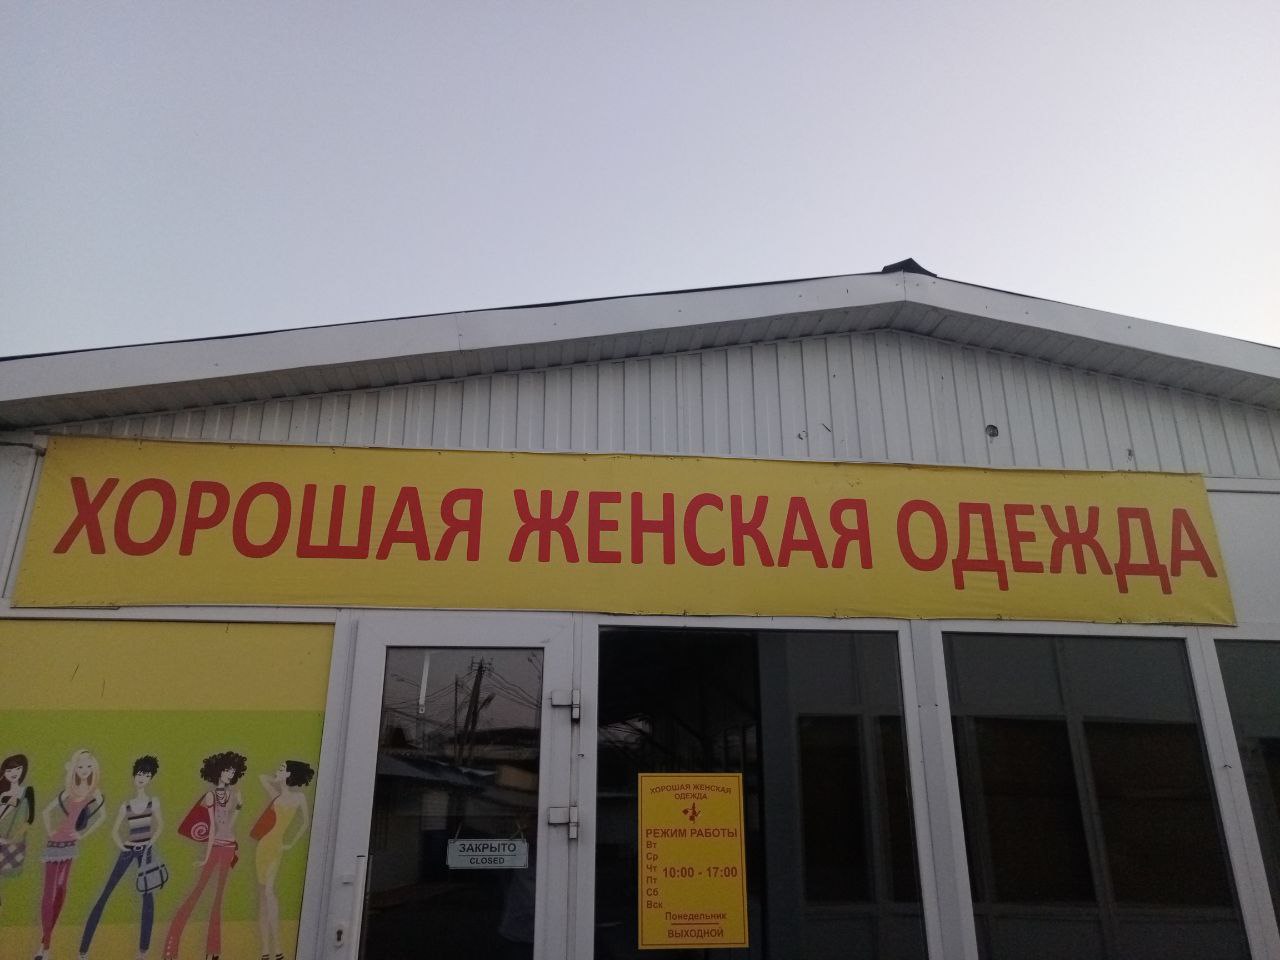 ХОРОШАЯ ЖЕНСКАЯ ОДЕЖДА
ЗАКРЫТО
CLOSED
ХОРОШАЯ ЖЕНСКАЯ
ОДЕЖДА
РЕЖИМ РАБОТЫ
Вт
Ср
Чт 10:00 - 17:00
Пт
Сб
Вск
Понедельник
ВЫХОДНОЙ